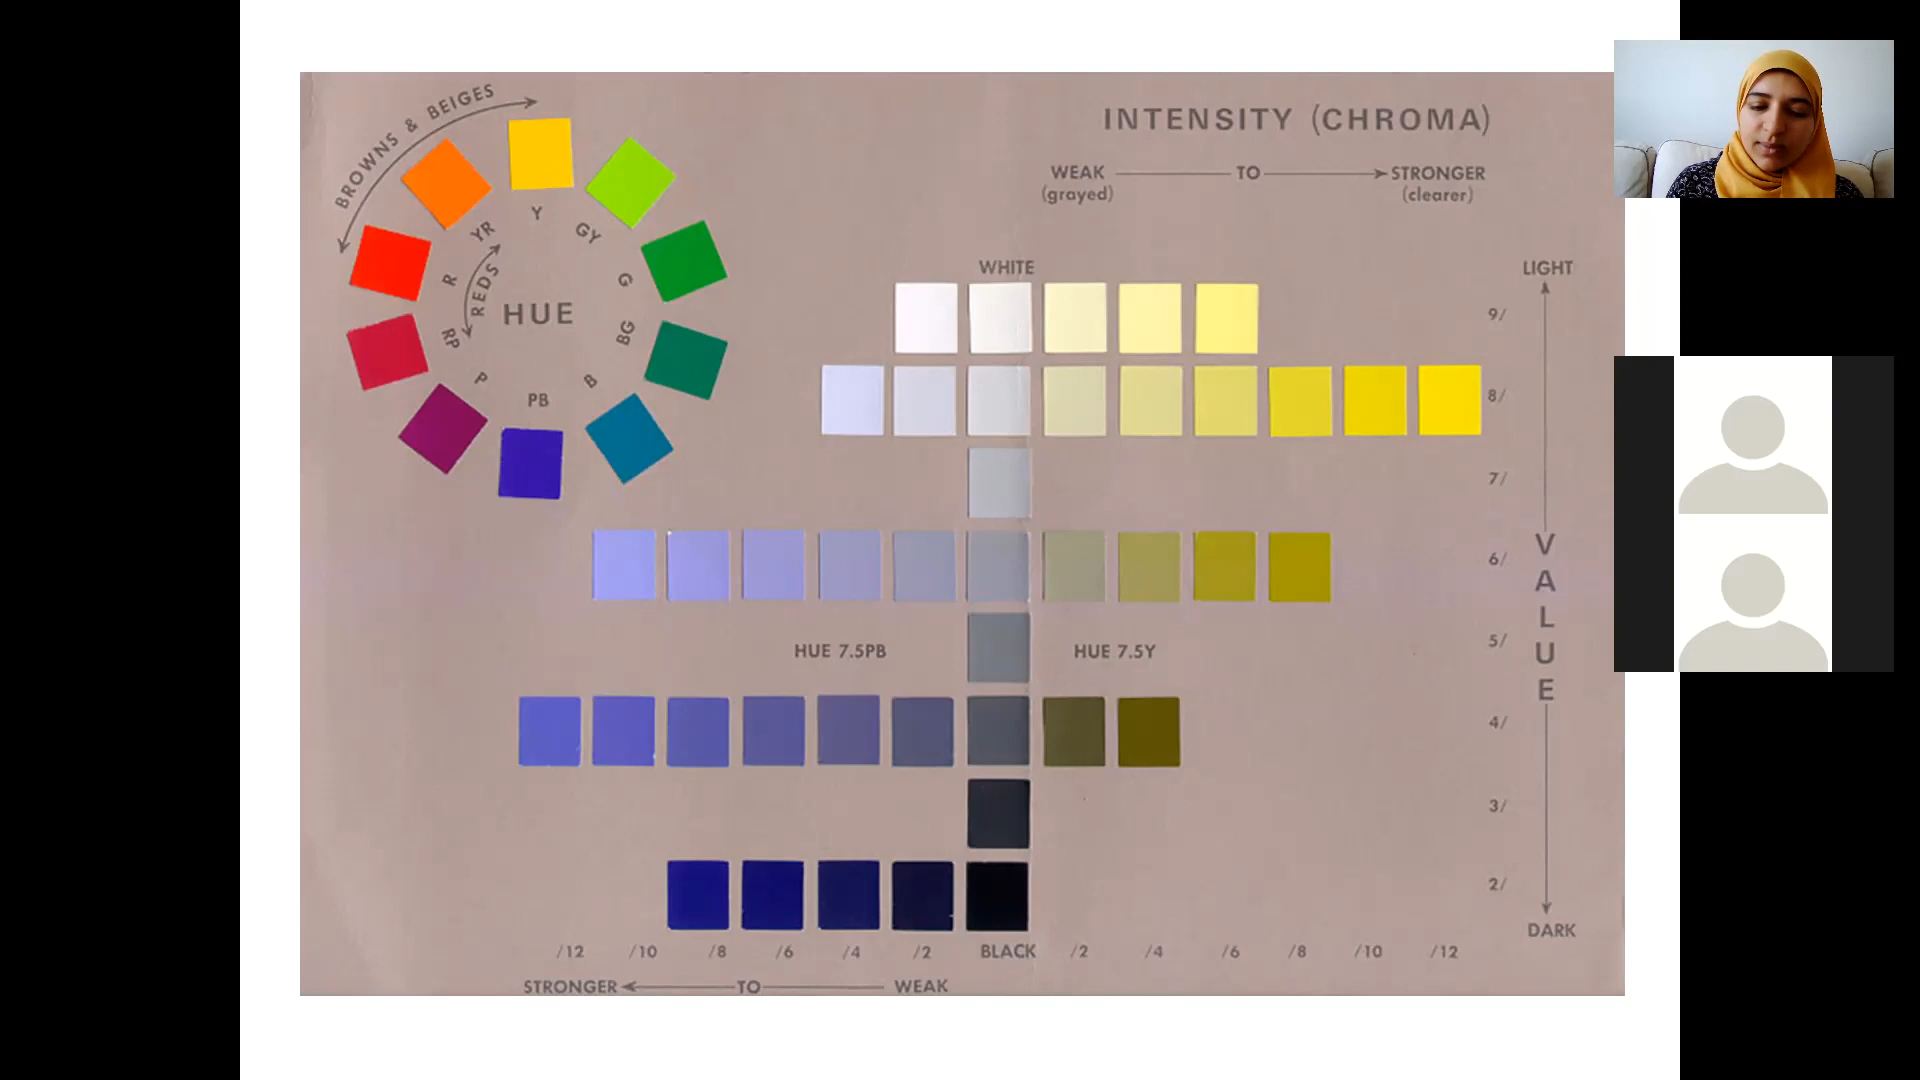 BROWNS & BEIGES
Y
GY
G
BG
B
PB
P
RP
R
YR
REDS
HUE
INTENSITY (CHROMA)
WEAK TO STRONGER
(grayed) (clearer)
WHITE
LIGHT
9/
8/
7/
6/
5/
4/
3/
2/
VALUE
DARK
HUE 7.5PB
HUE 7.5Y
/12 /10 /8 /6 /4 /2 BLACK /2 /4 /6 /8 /10 /12
STRONGER TO WEAK